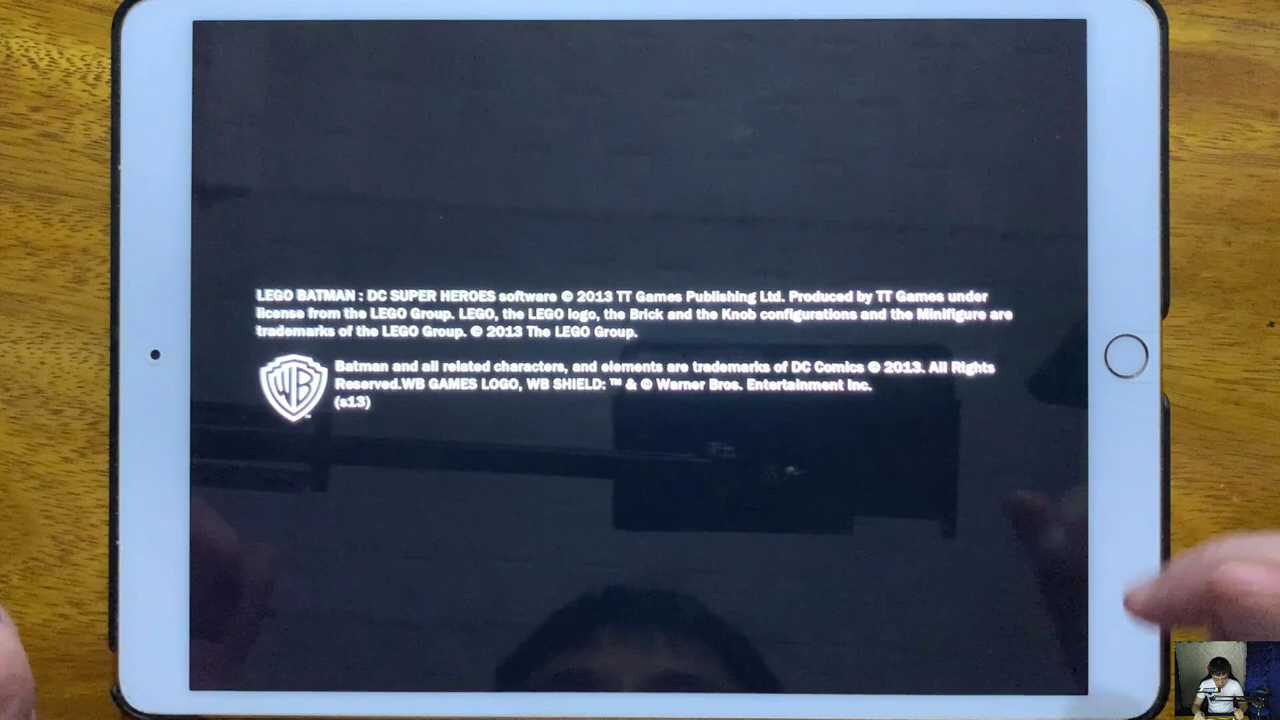 LEGO BATMAN : DC SUPER HEROES software © 2013 TT Games Publishing Ltd. Produced by TT Games under
license from the LEGO Group. LEGO, the LEGO logo, the Brick and the Knob configurations and the Minifigure are
trademarks of the LEGO Group. © 2013 The LEGO Group.
WB
Batman and all related characters, and elements are trademarks of DC Comics © 2013. All Rights
Reserved.WB GAMES LOGO, WB SHIELD: ™ & © Warner Bros. Entertainment Inc.
(s13)